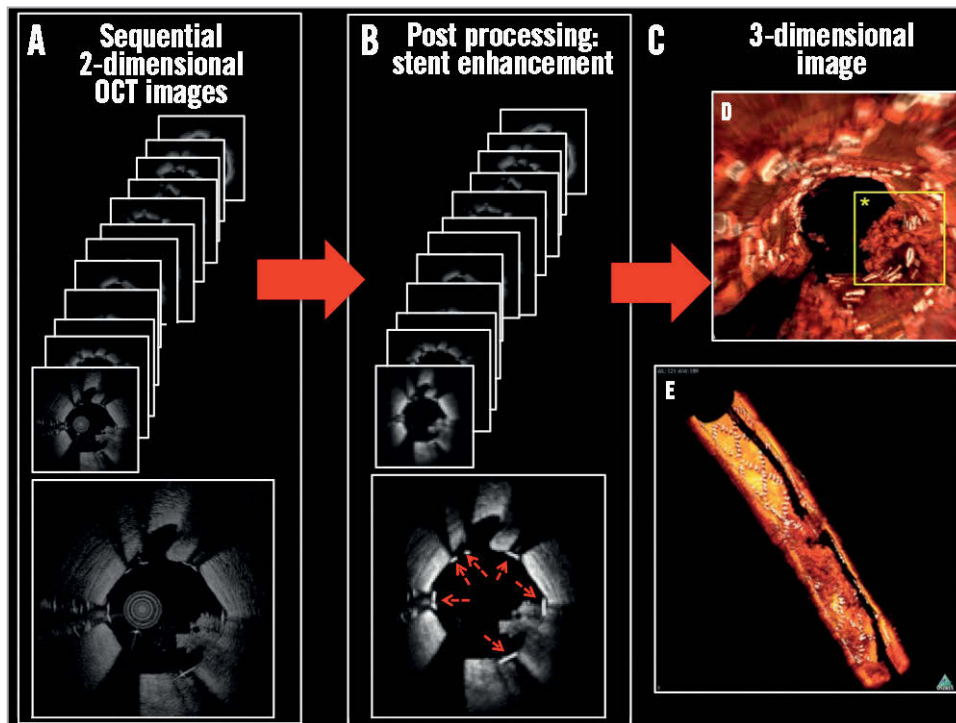 A
Sequential
2-dimensional
OCT images
B
Post processing:
stent enhancement
C
3-dimensional
image
D
*
E